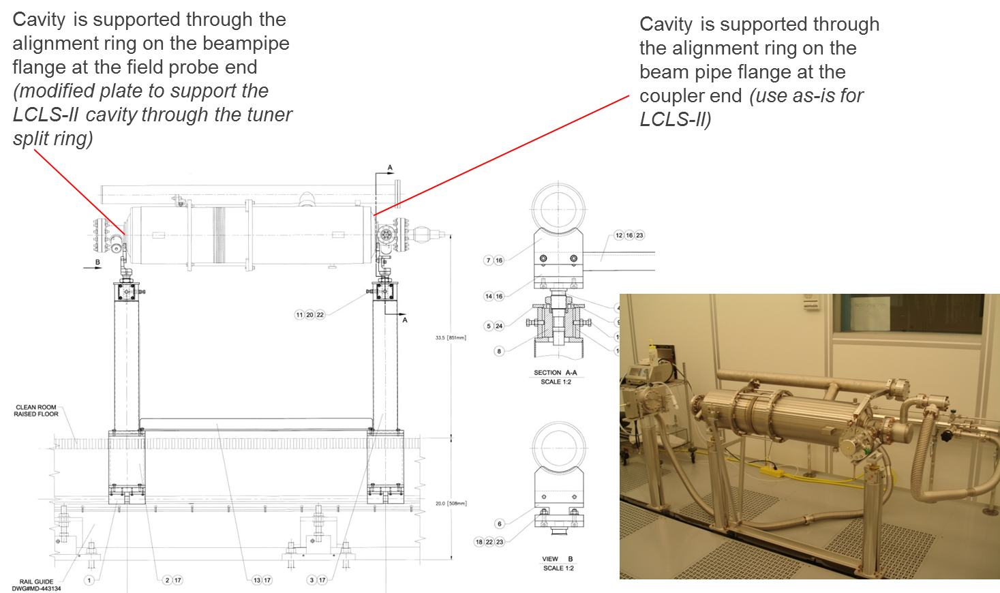 Cavity is supported through the
alignment ring on the beampipe
flange at the field probe end
(modified plate to support the
LCLS-II cavity through the tuner
split ring)
Cavity is supported through
the alignment ring on the
beam pipe flange at the
coupler end (use as-is for
LCLS-II)
A
B
11 20 22
A
33.5 [851mm]
CLEAN ROOM
RAISED FLOOR
20.0 [508mm]
RAIL GUIDE
DWG#MD-443134
1
2 17
13 17
3 17
12 16 23
7 16
14 16
5 24
8
SECTION A-A
SCALE 1:2
6
18 22 23
VIEW B
SCALE 1:2